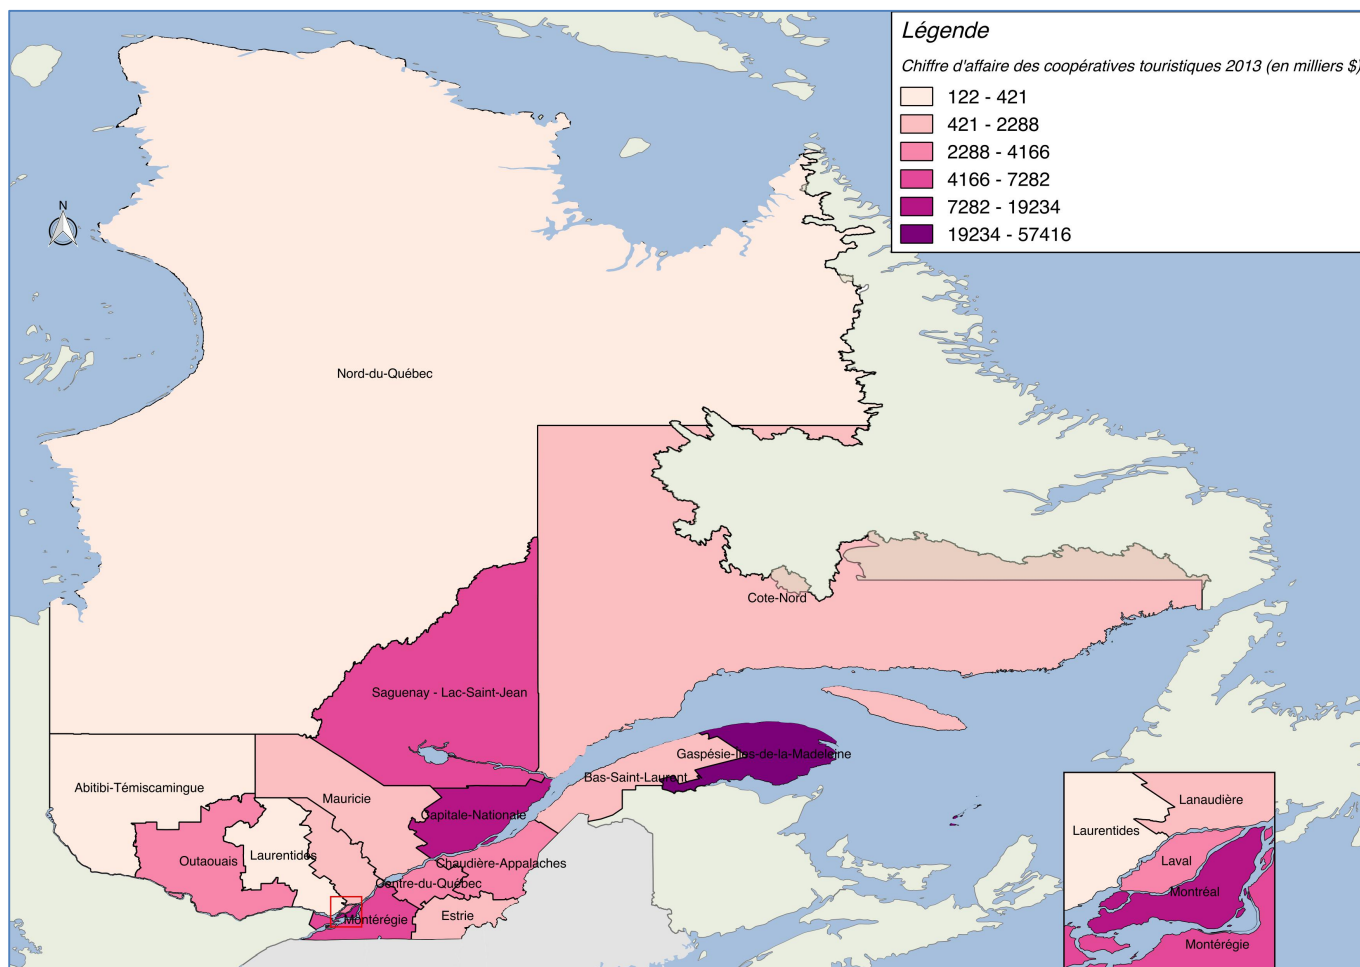 Légende
Chiffre d'affaire des coopératives touristiques 2013 (en milliers $)
122 - 421
421 - 2288
2288 - 4166
4166 - 7282
7282 - 19234
19234 - 57416
N
Nord-du-Québec
Cote-Nord
Saguenay - Lac-Saint-Jean
Gaspésie-Îles-de-la-Madeleine
Bas-Saint-Laurent
Abitibi-Témiscamingue
Mauricie
Capitale-Nationale
Outaouais
Laurentides
Chaudière-Appalaches
Centre-du-Québec
Estrie
Montérégie
Lanaudière
Laurentides
Laval
Montréal
Montérégie